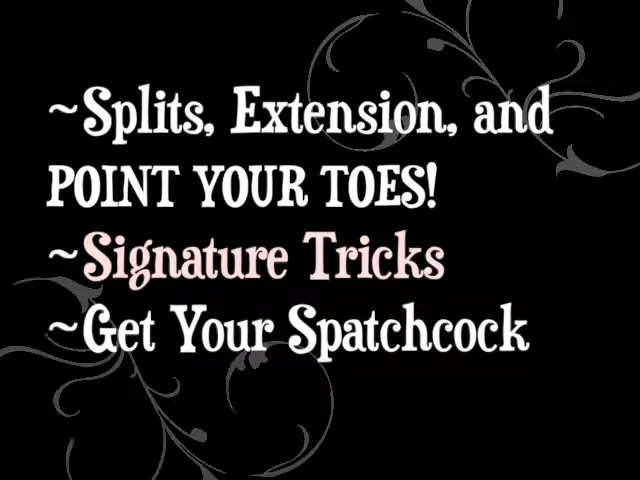 ~Splits, Extension, and
POINT YOUR TOES!
~Signature Tricks
~Get Your Spatchcock